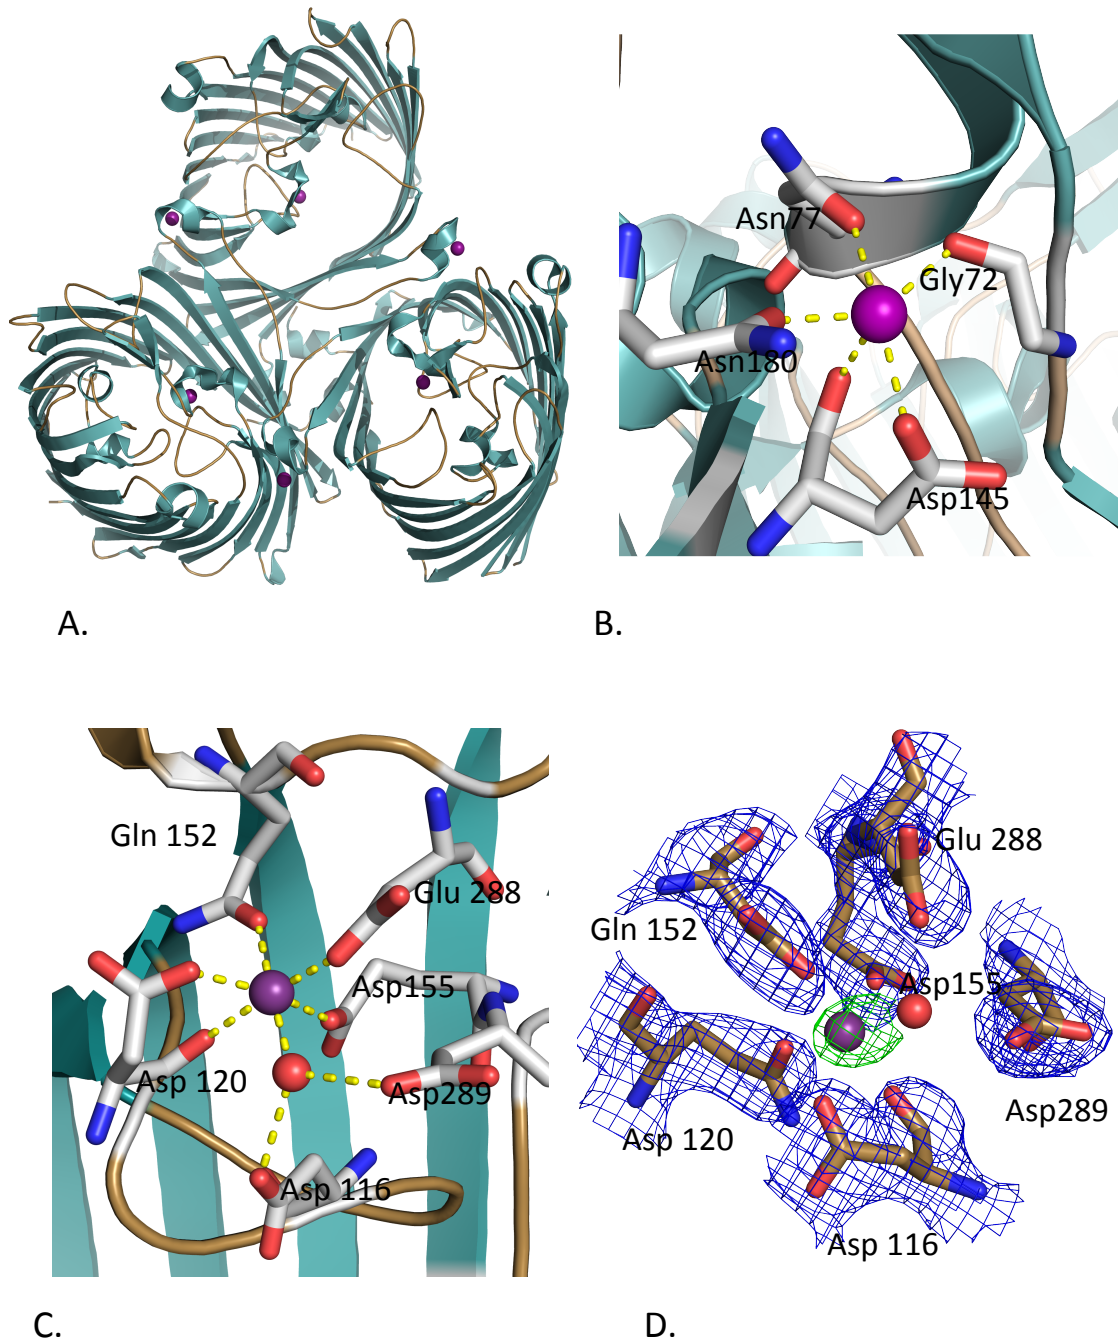 Asn77
Gly72
Asn180
Asp145
A.
B.
Gln 152
Glu 288
Asp155
Asp 120
Asp289
Asp 116
Glu 288
Gln 152
Asp155
Asp289
Asp 120
Asp 116
C.
D.